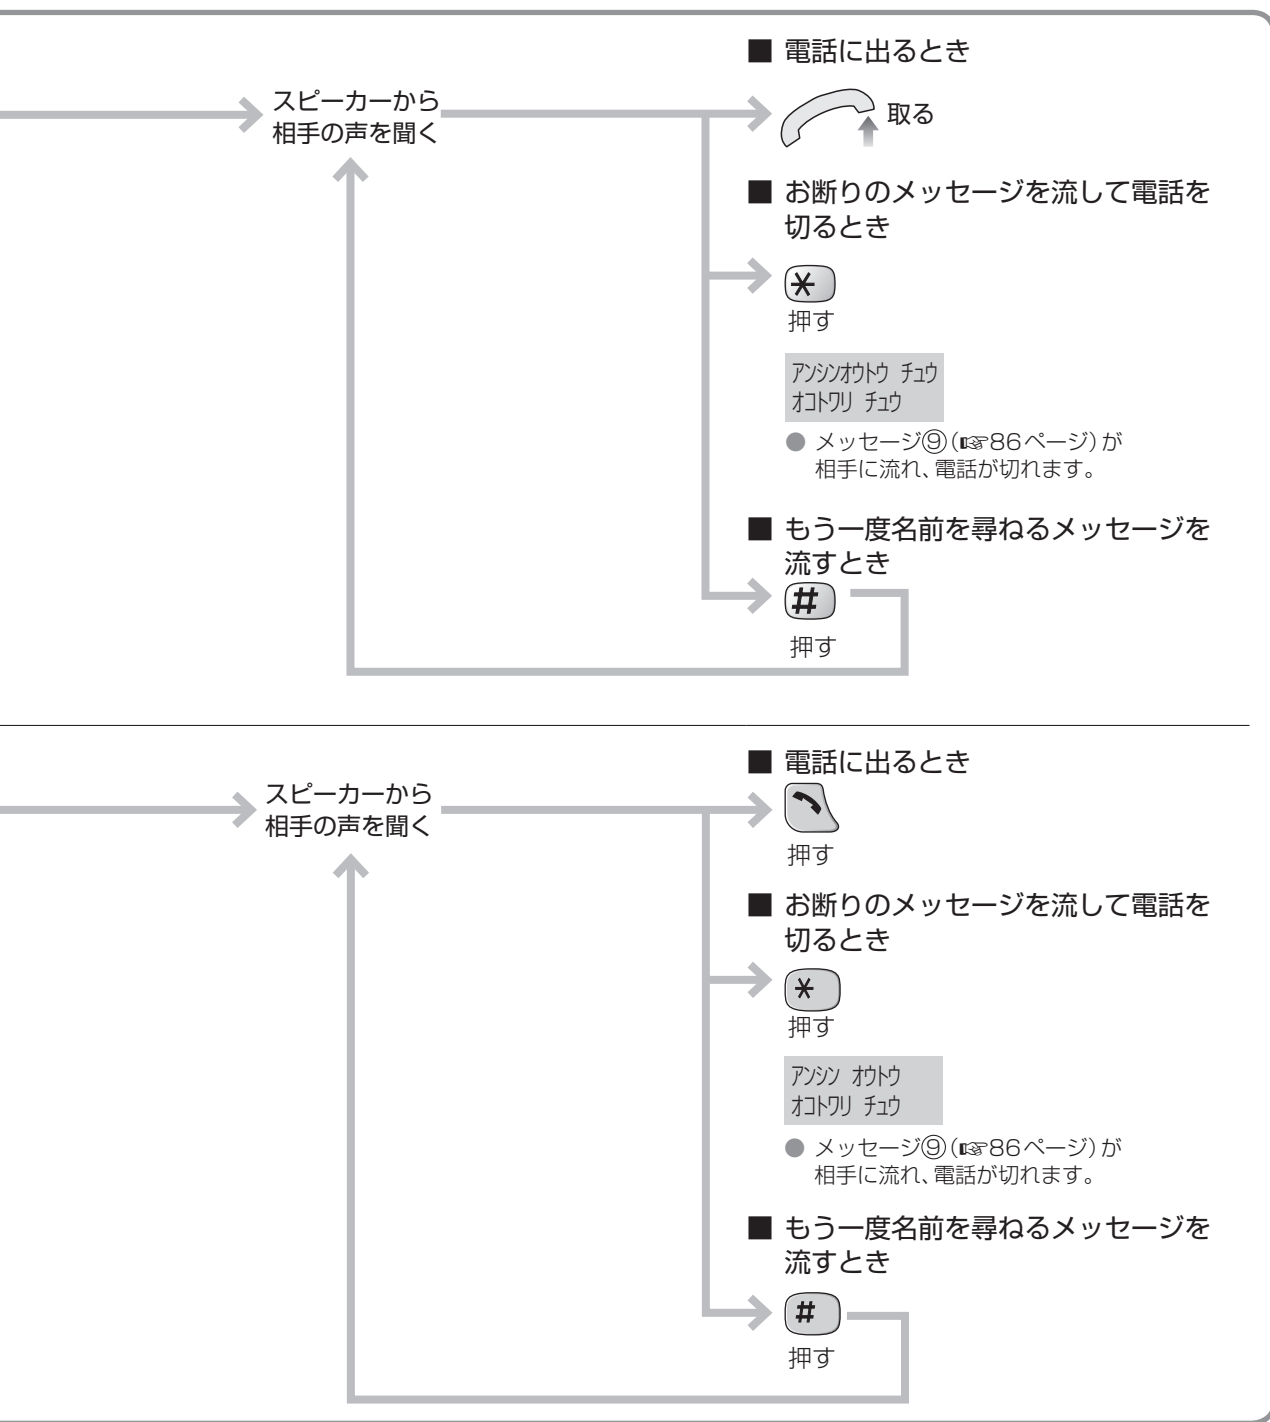 ■ 電話に出るとき
スピーカーから
相手の声を聞く
取る
■ お断りのメッセージを流して電話を
切るとき
＊
押す
ｱﾝｼﾝｵｳﾄｳ ﾁｭｳ
ｵｺﾄﾜﾘ ﾁｭｳ
● メッセージ⑨(☞86ページ)が
相手に流れ、電話が切れます。
■ もう一度名前を尋ねるメッセージを
流すとき
#
押す
■ 電話に出るとき
スピーカーから
相手の声を聞く
押す
■ お断りのメッセージを流して電話を
切るとき
＊
押す
ｱﾝｼﾝ ｵｳﾄｳ
ｵｺﾄﾜﾘ ﾁｭｳ
● メッセージ⑨(☞86ページ)が
相手に流れ、電話が切れます。
■ もう一度名前を尋ねるメッセージを
流すとき
#
押す